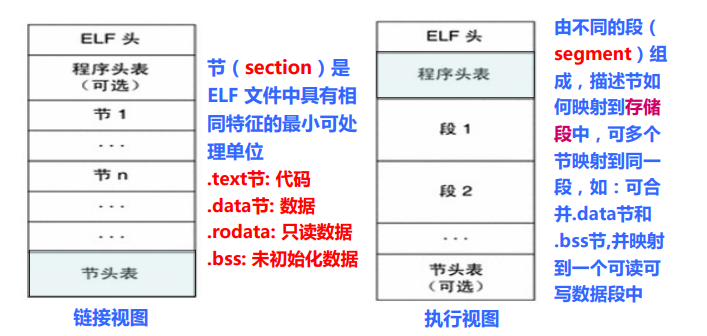 ELF 头
程序头表
（可选）
节 1
...
节 n
...
...
节头表
链接视图
节（section）是
ELF 文件中具有相
同特征的最小可处
理单位
.text节: 代码
.data节: 数据
.rodata: 只读数据
.bss: 未初始化数据
ELF 头
程序头表
段 1
段 2
...
节头表
（可选）
执行视图
由不同的段（
segment）组
成，描述节如
何映射到存储
段中，可多个
节映射到同一
段，如：可合
并.data节和
.bss节,并映射
到一个可读可
写数据段中